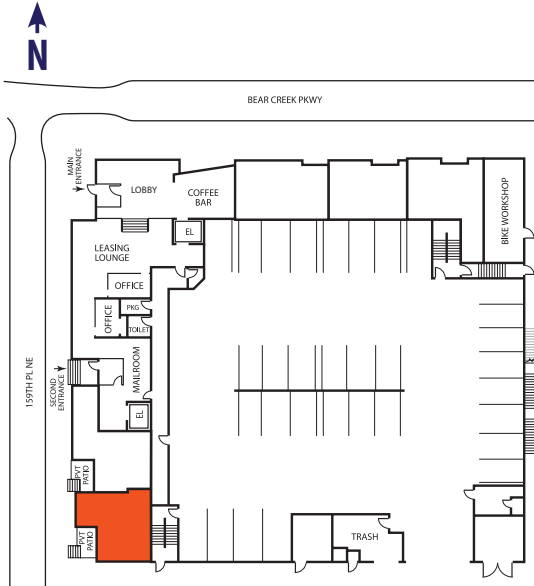 N
BEAR CREEK PKWY
MAIN
ENTRANCE
LOBBY
COFFEE
BAR
BIKE WORKSHOP
EL
LEASING
LOUNGE
OFFICE
OFFICE
PKG
TOILET
MAILROOM
159TH PL NE
SECOND
ENTRANCE
EL
PVT
PATIO
PVT
PATIO
TRASH